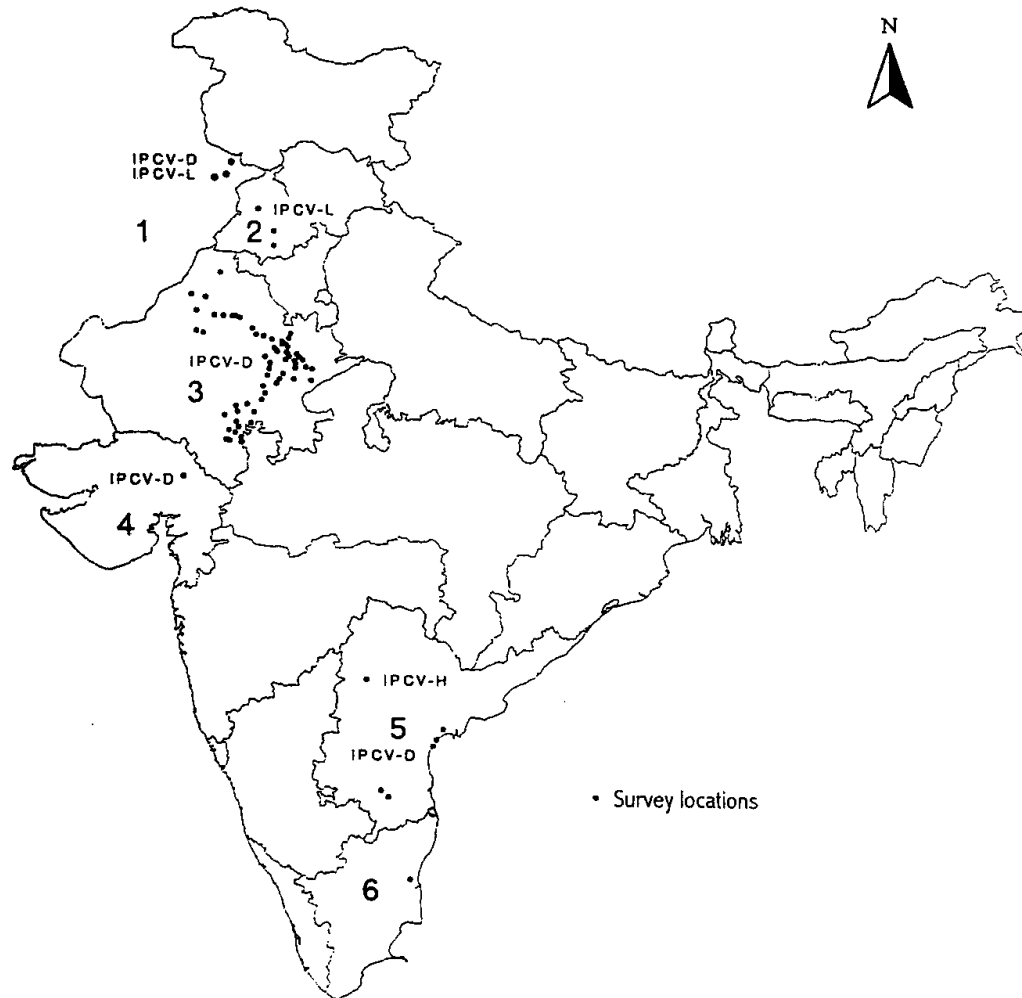 N
IPCV-D
IPCV-L
IPCV-L
1
2
IPCV-D
3
IPCV-D
4
IPCV-H
5
IPCV-D
• Survey locations
6